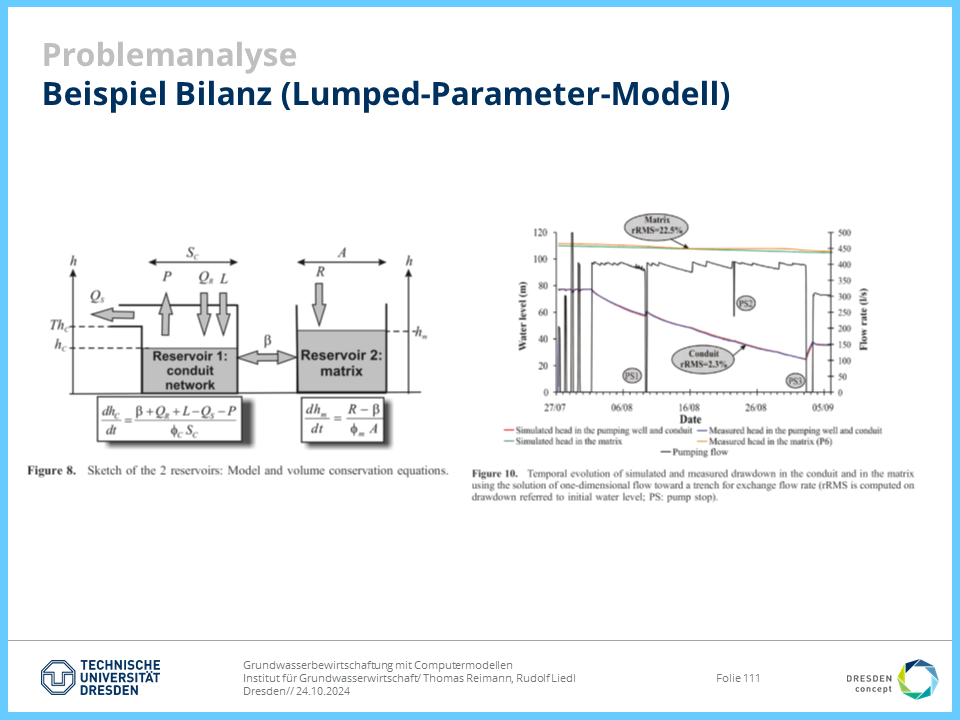 Problemanalyse
Beispiel Bilanz (Lumped-Parameter-Modell)
h
S_C
P
Q_R
L
Q_S
Th_C
h_C
A
R
h
h_m
β
Reservoir 1:
conduit
network
Reservoir 2:
matrix
dh_C/dt = (β+Q_R+L−Q_S−P)/(ϕ_C S_C)
dh_m/dt = (R−β)/(ϕ_m A)
Figure 8. Sketch of the 2 reservoirs: Model and volume conservation equations.
Matrix
rRMS=22.5%
120
100
80
60
40
20
0
Water level (m)
500
450
400
350
300
250
200
150
100
50
0
Flow rate (l/s)
PS2
Conduit
rRMS=2.3%
PS1
PS3
27/07 06/08 16/08 26/08 05/09
Date
Simulated head in the pumping well and conduit
Measured head in the pumping well and conduit
Simulated head in the matrix
Measured head in the matrix (P6)
Pumping flow
Figure 10. Temporal evolution of simulated and measured drawdown in the conduit and in the matrix
using the solution of one-dimensional flow toward a trench for exchange flow rate (rRMS is computed on
drawdown referred to initial water level; PS: pump stop).
TECHNISCHE
UNIVERSITÄT
DRESDEN
Grundwasserbewirtschaftung mit Computermodellen
Institut für Grundwasserwirtschaft/ Thomas Reimann, Rudolf Liedl
Dresden// 24.10.2024
Folie 111
DRESDEN
concept